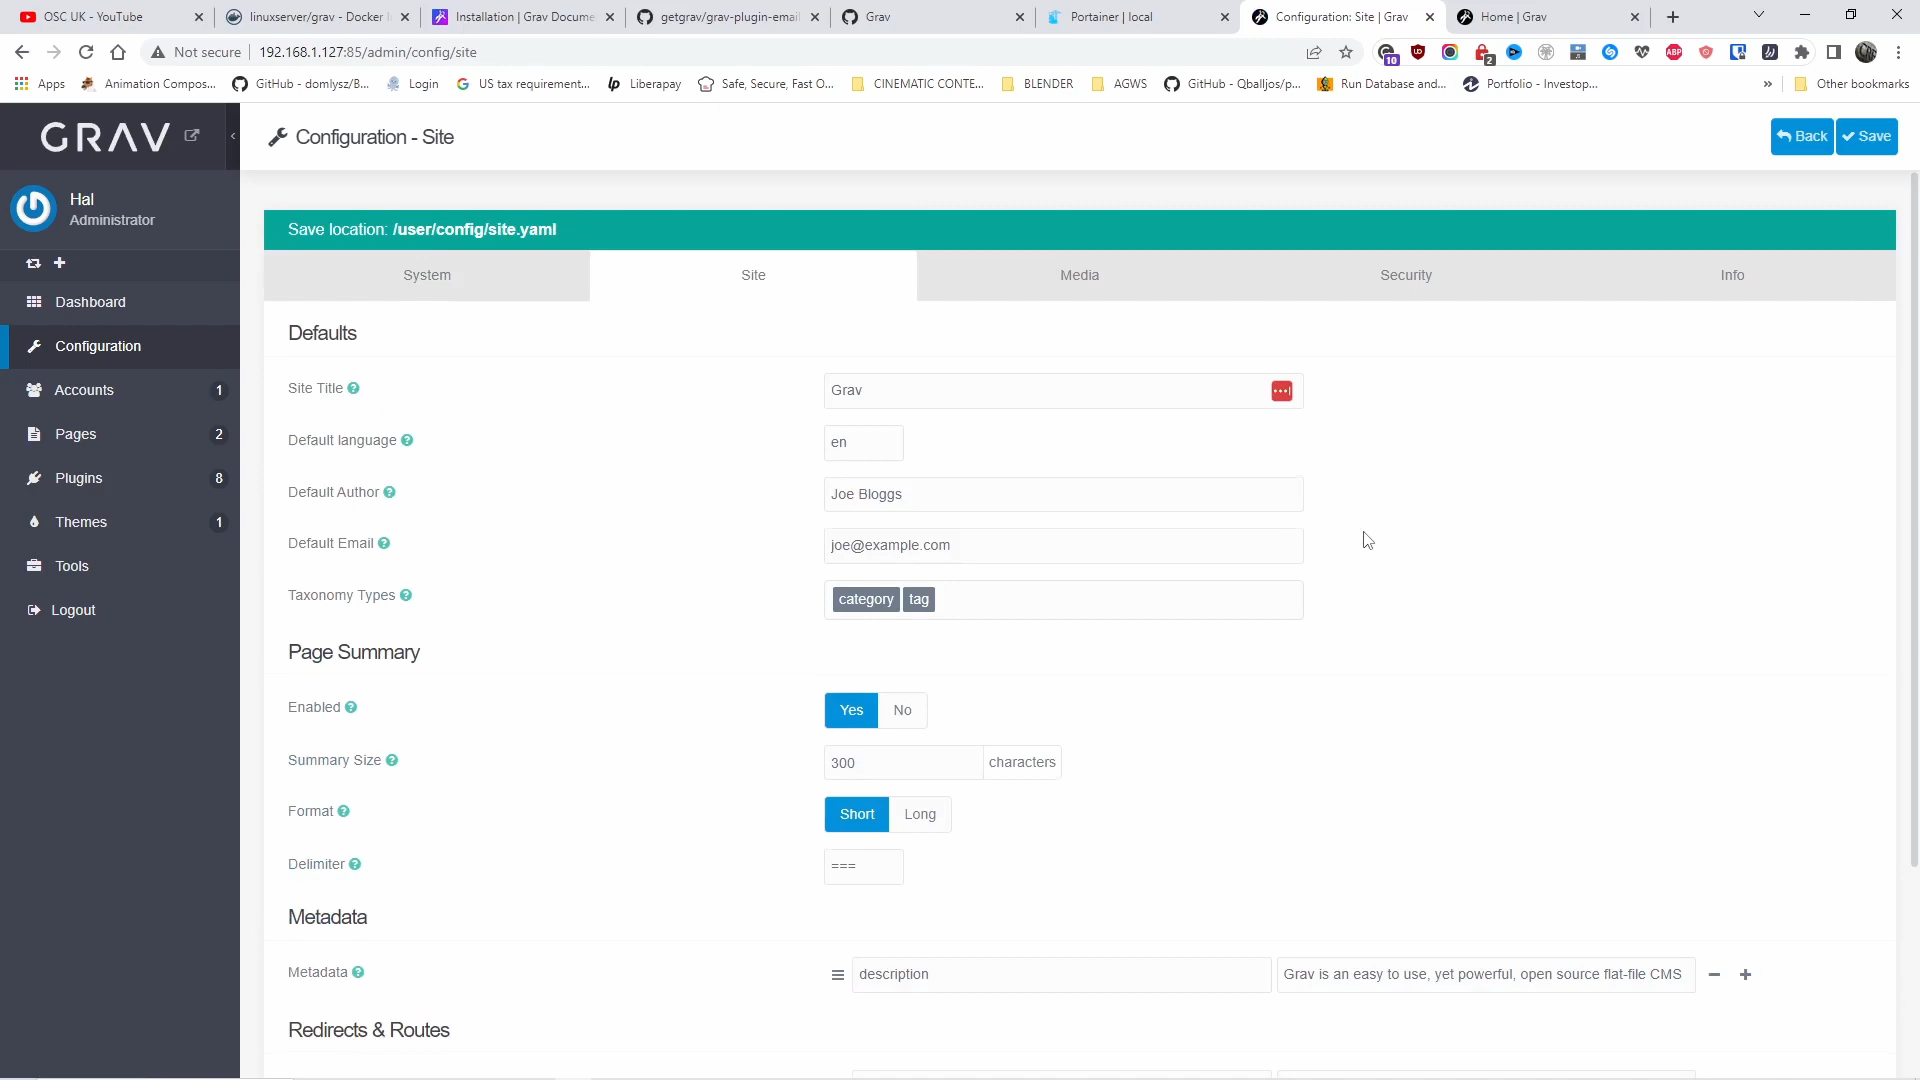 OSC UK - YouTube
linuxserver/grav - Docker I
Installation | Grav Docume
getgrav/grav-plugin-email
Grav
Portainer | local
Configuration: Site | Grav
Home | Grav
Not secure
192.168.1.127:85/admin/config/site
10
2
ABP
Apps
Animation Compos...
GitHub - domlysz/B...
Login
US tax requirement...
Liberapay
Safe, Secure, Fast O...
CINEMATIC CONTE...
BLENDER
AGWS
GitHub - Qballjos/p...
Run Database and...
Portfolio - Investop...
»
Other bookmarks
GRAV
Configuration - Site
Back
Save
Hal
Administrator
Save location: /user/config/site.yaml
System
Site
Media
Security
Info
Dashboard
Configuration
Accounts 1
Pages 2
Plugins 8
Themes 1
Tools
Logout
Defaults
Site Title
Grav
Default language
en
Default Author
Joe Bloggs
Default Email
joe@example.com
Taxonomy Types
category tag
Page Summary
Enabled
Yes No
Summary Size
300 characters
Format
Short Long
Delimiter
===
Metadata
Metadata
description
Grav is an easy to use, yet powerful, open source flat-file CMS
Redirects & Routes